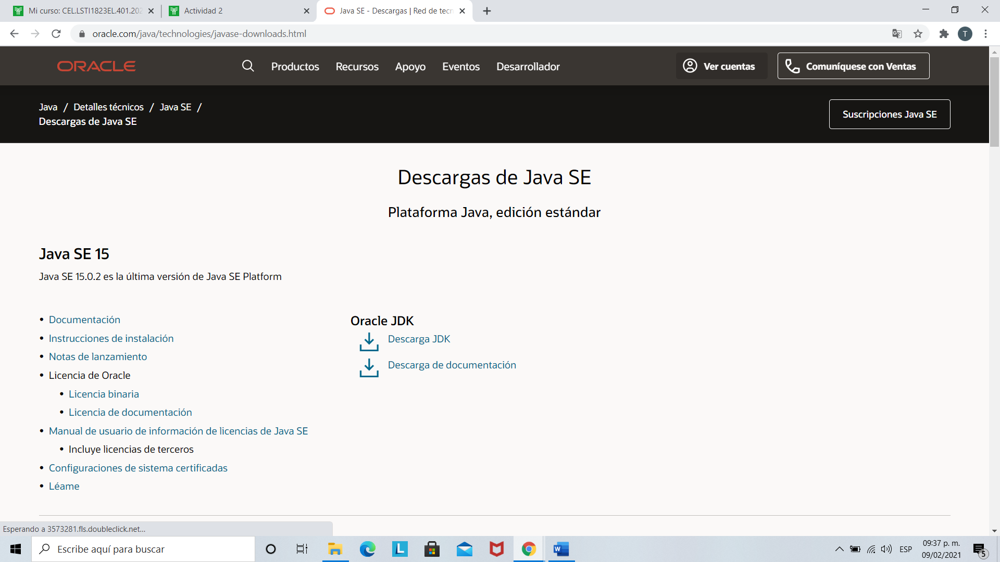 Mi curso: CEL.LSTI1823EL.401.202
Actividad 2
Java SE - Descargas | Red de tecn
oracle.com/java/technologies/javase-downloads.html
T
ORACLE
Productos
Recursos
Apoyo
Eventos
Desarrollador
Ver cuentas
Comuníquese con Ventas
Java / Detalles técnicos / Java SE /
Descargas de Java SE
Suscripciones Java SE
Descargas de Java SE
Plataforma Java, edición estándar
Java SE 15
Java SE 15.0.2 es la última versión de Java SE Platform
• Documentación
• Instrucciones de instalación
• Notas de lanzamiento
• Licencia de Oracle
• Licencia binaria
• Licencia de documentación
• Manual de usuario de información de licencias de Java SE
• Incluye licencias de terceros
• Configuraciones de sistema certificadas
• Léame
Oracle JDK
Descarga JDK
Descarga de documentación
Esperando a 3573281.fls.doubleclick.net...
Escribe aquí para buscar
L
W
ESP
09:37 p. m.
09/02/2021
5